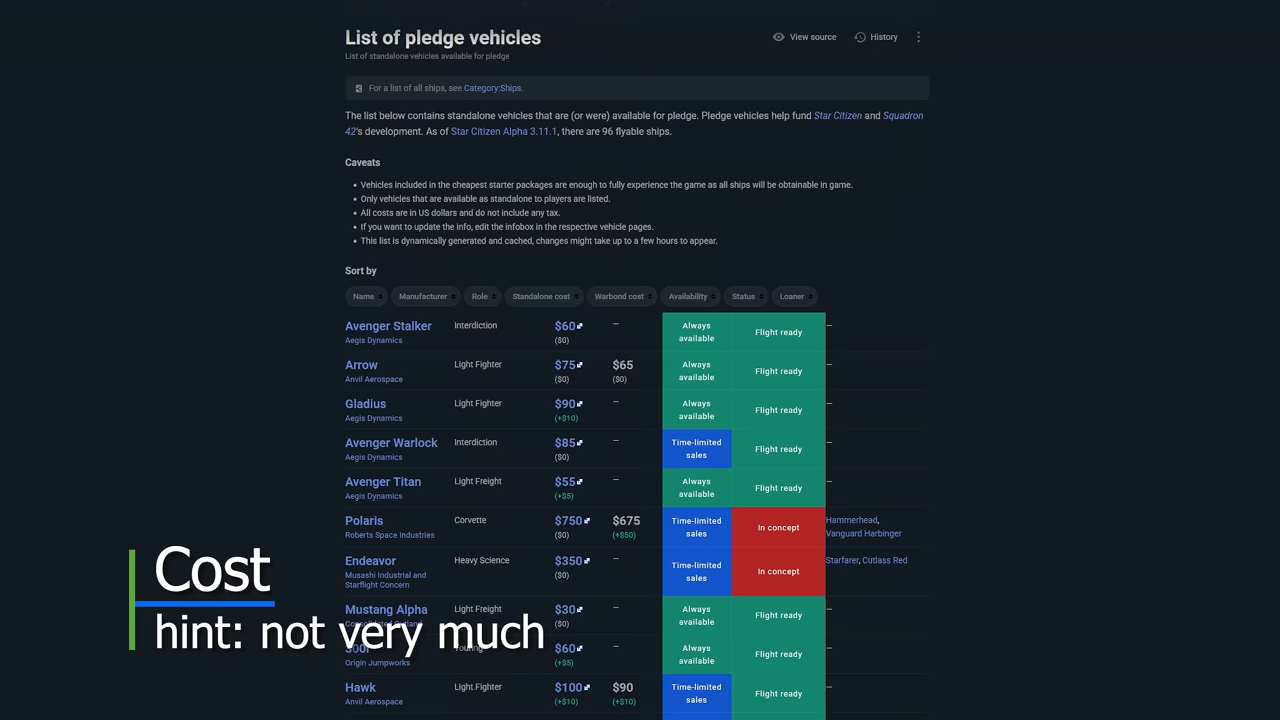 List of pledge vehicles
View source
History
List of standalone vehicles available for pledge
For a list of all ships, see Category:Ships.
The list below contains standalone vehicles that are (or were) available for pledge. Pledge vehicles help fund Star Citizen and Squadron
42's development. As of Star Citizen Alpha 3.11.1, there are 96 flyable ships.
Caveats
Vehicles included in the cheapest starter packages are enough to fully experience the game as all ships will be obtainable in game.
Only vehicles that are available as standalone to players are listed.
All costs are in US dollars and do not include any tax.
If you want to update the info, edit the infobox in the respective vehicle pages.
This list is dynamically generated and cached, changes might take up to a few hours to appear.
Sort by
Name Manufacturer Role Standalone cost Warbond cost Availability Status Loaner
Avenger Stalker Interdiction $60 — Always available Flight ready —
Aegis Dynamics ($0)
Arrow Light Fighter $75 $65 Always available Flight ready —
Anvil Aerospace ($0) ($0)
Gladius Light Fighter $90 — Always available Flight ready —
Aegis Dynamics (+$10)
Avenger Warlock Interdiction $85 — Time-limited sales Flight ready —
Aegis Dynamics ($0)
Avenger Titan Light Freight $55 — Always available Flight ready —
Aegis Dynamics (+$5)
Polaris Corvette $750 $675 Time-limited sales In concept Hammerhead, Vanguard Harbinger
Roberts Space Industries ($0) (+$50)
Endeavor Heavy Science $350 — Time-limited sales In concept Starfarer, Cutlass Red
Musashi Industrial and Starflight Concern ($0)
Mustang Alpha Light Freight $30 — Always available Flight ready —
($0)
$60 — Always available Flight ready —
Origin Jumpworks (+$5)
Hawk Light Fighter $100 $90 Time-limited sales Flight ready —
Anvil Aerospace (+$10) (+$10)
Cost
hint: not very much